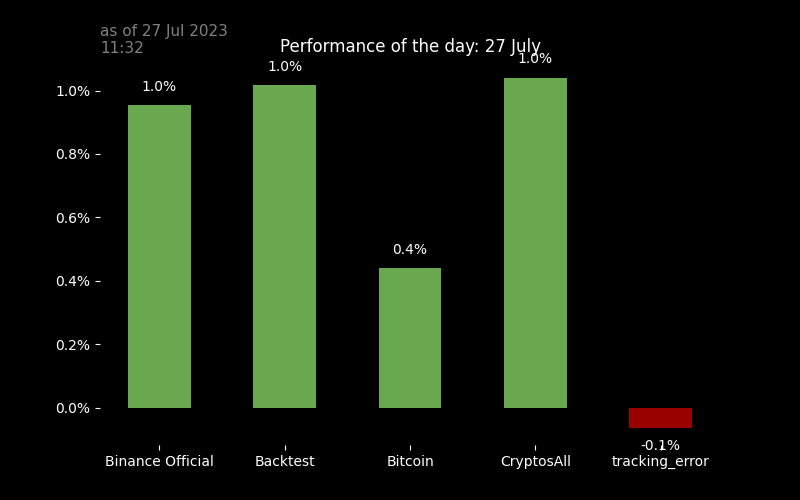 as of 27 Jul 2023
11:32
Performance of the day: 27 July
1.0%
1.0%
0.4%
1.0%
-0.1%
1.0%
0.8%
0.6%
0.4%
0.2%
0.0%
Binance Official
Backtest
Bitcoin
CryptosAll
tracking_error